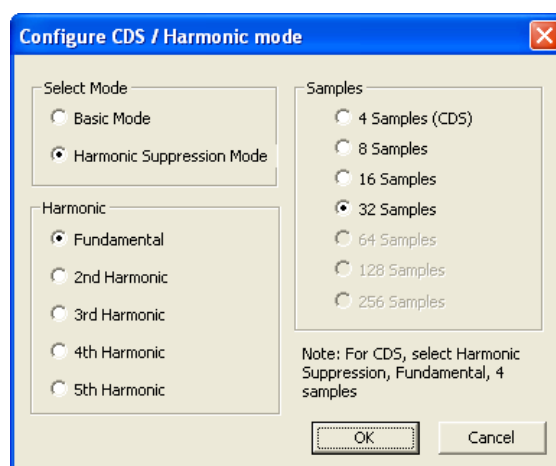 Configure CDS / Harmonic mode
Select Mode
Basic Mode
Harmonic Suppression Mode
Harmonic
Fundamental
2nd Harmonic
3rd Harmonic
4th Harmonic
5th Harmonic
Samples
4 Samples (CDS)
8 Samples
16 Samples
32 Samples
64 Samples
128 Samples
256 Samples
Note: For CDS, select Harmonic
Suppression, Fundamental, 4
samples
OK
Cancel